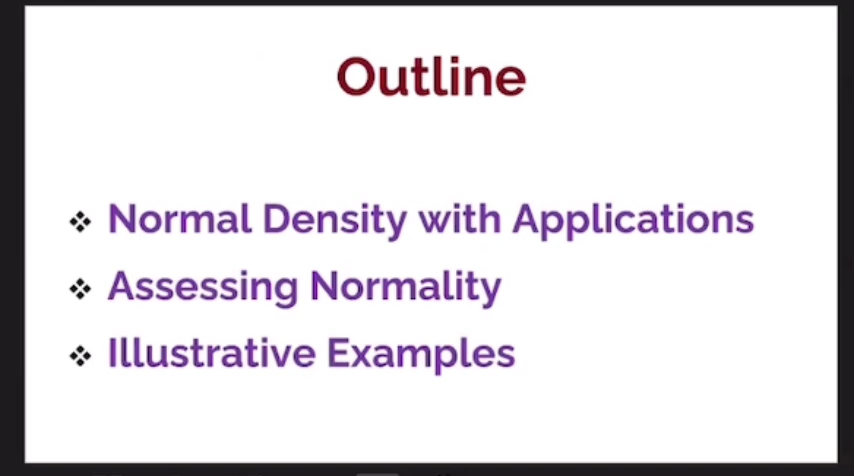 Outline
❖ Normal Density with Applications
❖ Assessing Normality
❖ Illustrative Examples